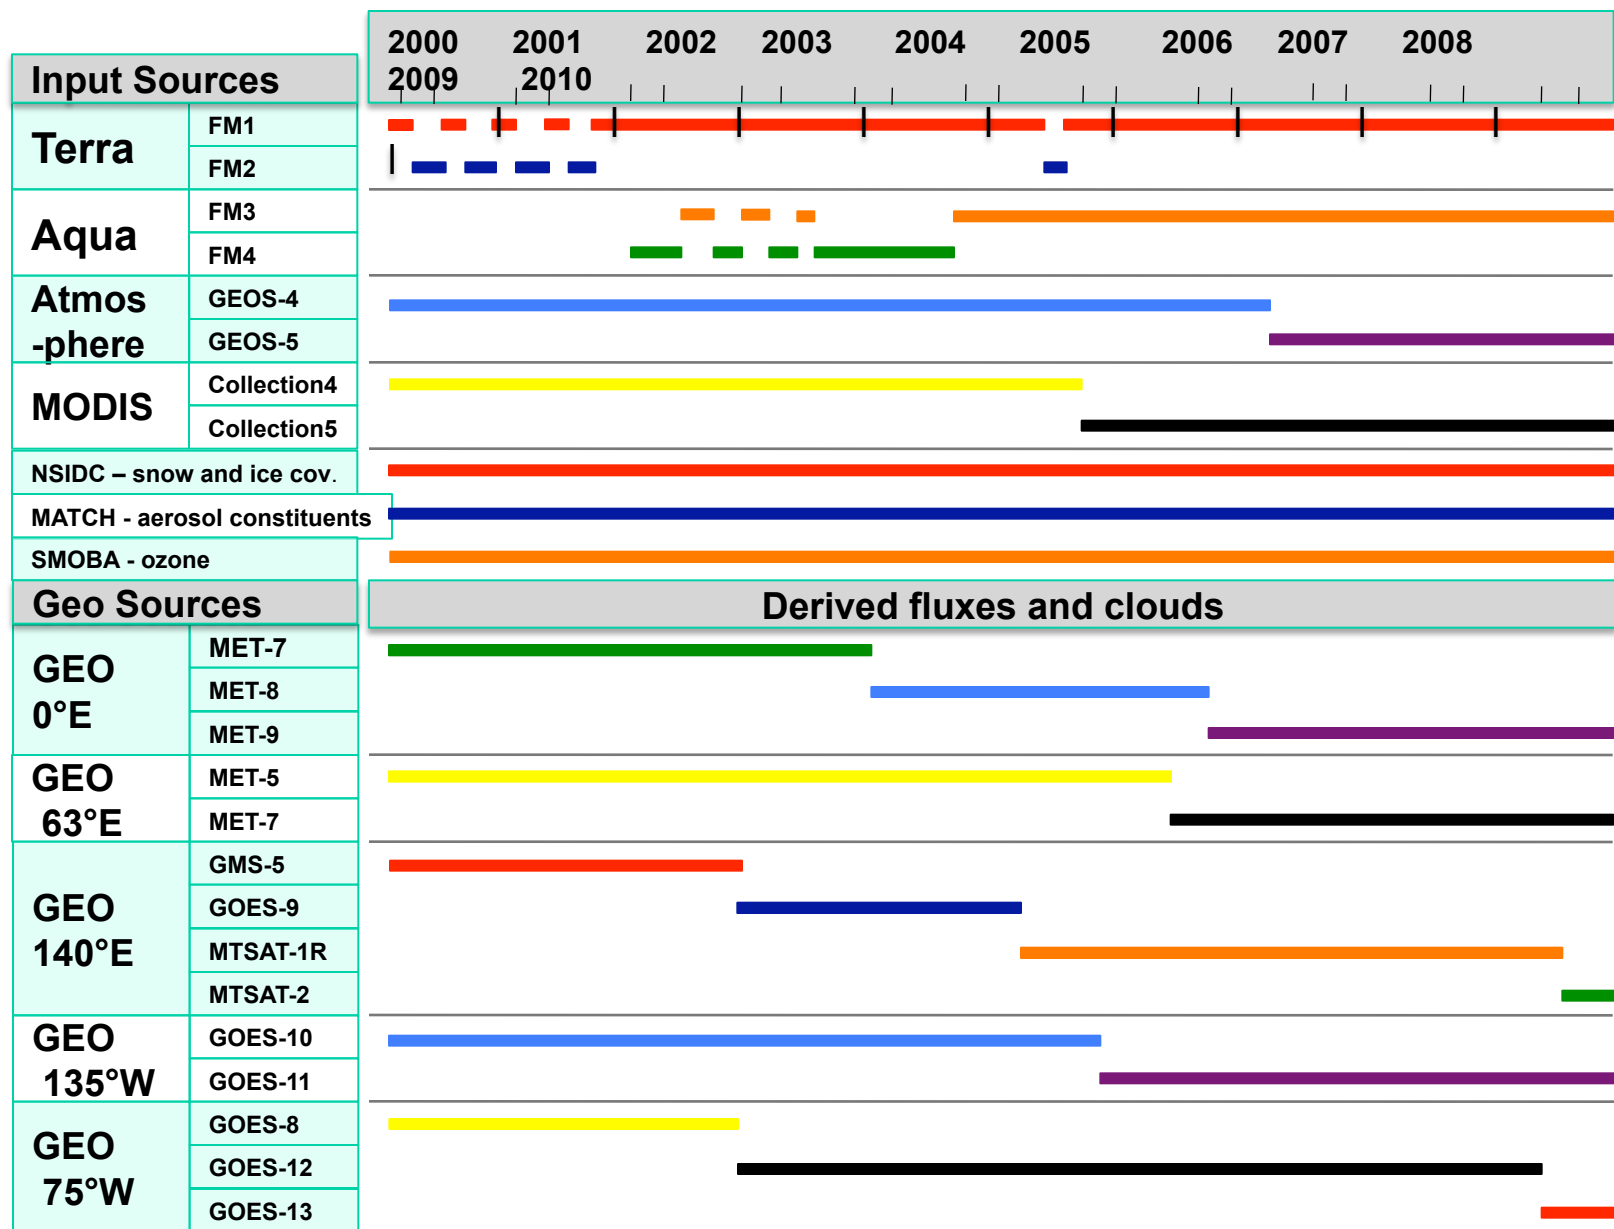 2000 2001 2002 2003 2004 2005 2006 2007 2008
2009 2010
Input Sources
Terra
FM1
FM2
Aqua
FM3
FM4
Atmos
-phere
GEOS-4
GEOS-5
MODIS
Collection4
Collection5
NSIDC – snow and ice cov.
MATCH - aerosol constituents
SMOBA - ozone
Geo Sources
Derived fluxes and clouds
GEO
0°E
MET-7
MET-8
MET-9
GEO
63°E
MET-5
MET-7
GEO
140°E
GMS-5
GOES-9
MTSAT-1R
MTSAT-2
GEO
135°W
GOES-10
GOES-11
GEO
75°W
GOES-8
GOES-12
GOES-13